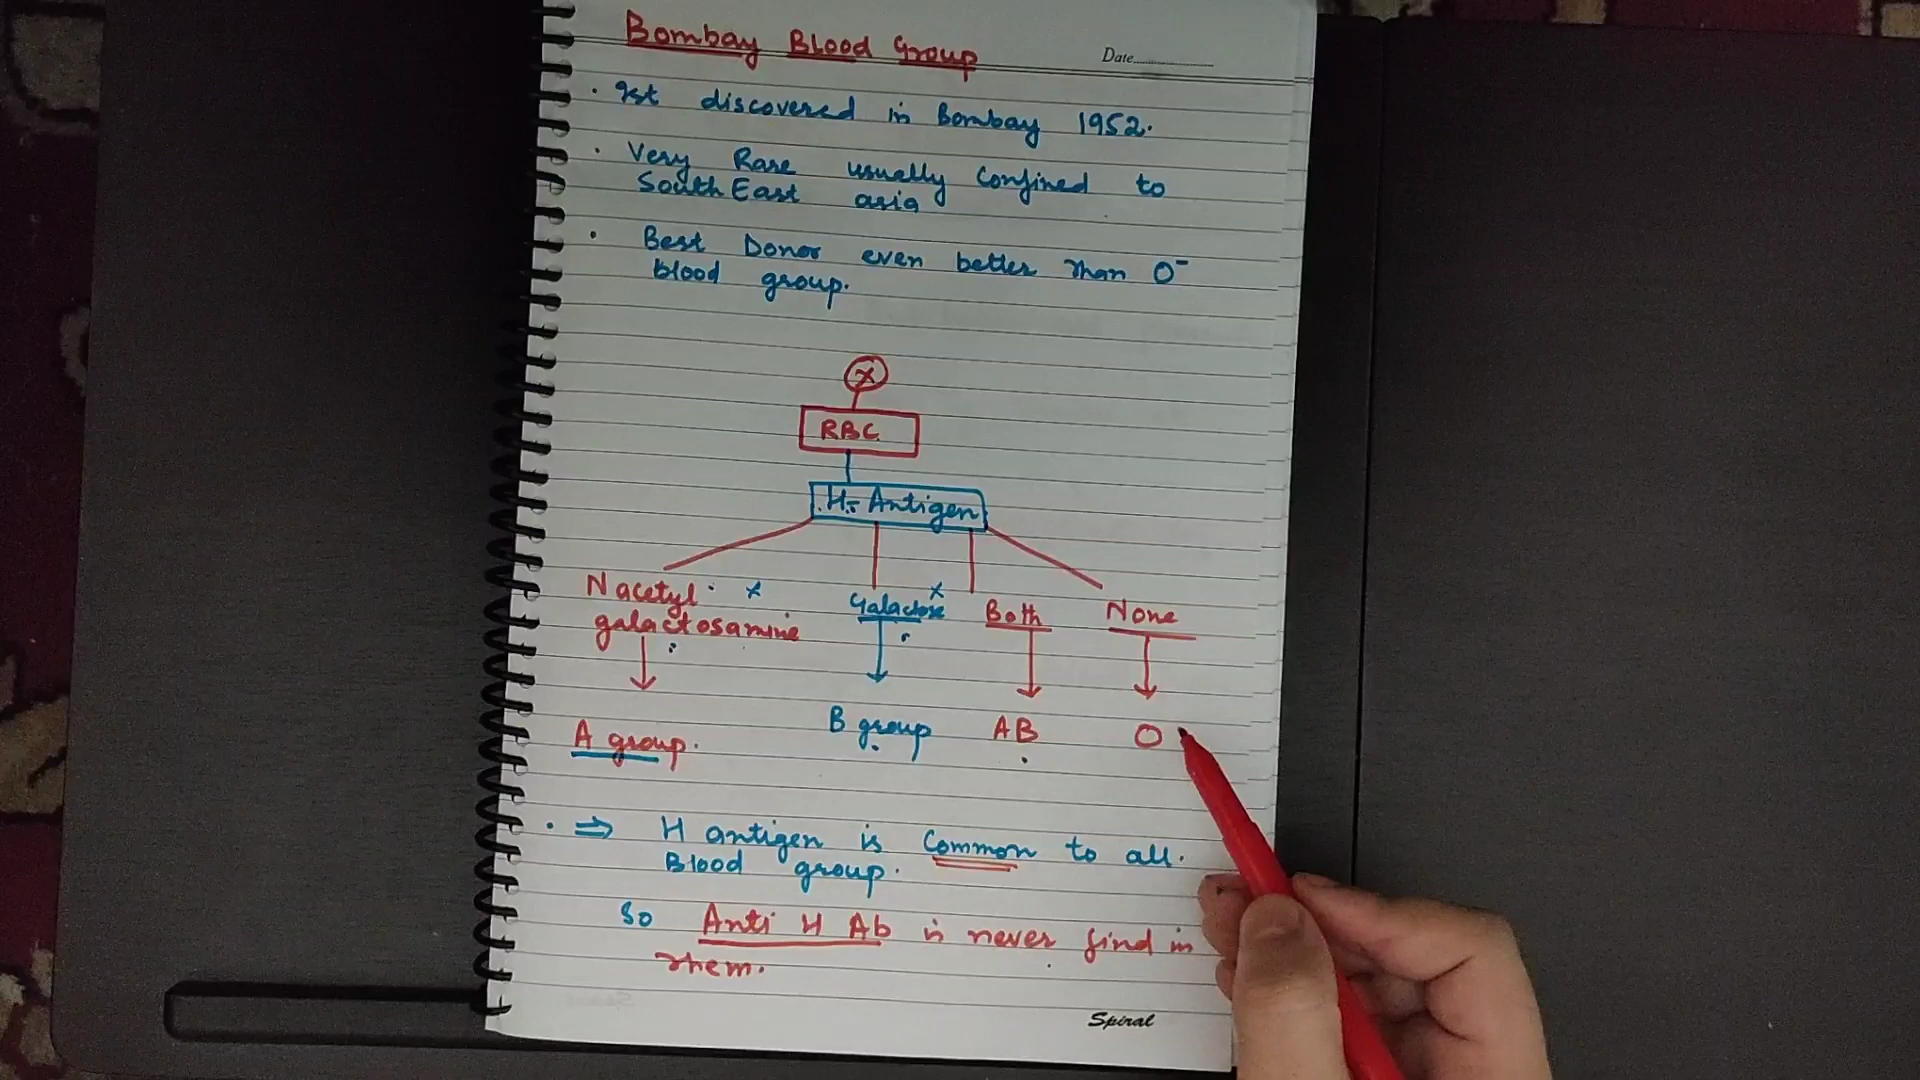 Bombay Blood Group
Date
· Ist discovered in Bombay 1952.
· Very Rare usually confined to
South East asia
· Best Donor even better than O⁻
blood group.
X
RBC
H- Antigen
N acetyl · x Galactose x Both None
galactosamine
A group. B group AB O
· ⇒ H antigen is Common to all.
Blood group.
So Anti H Ab is never find in
them.
Spiral